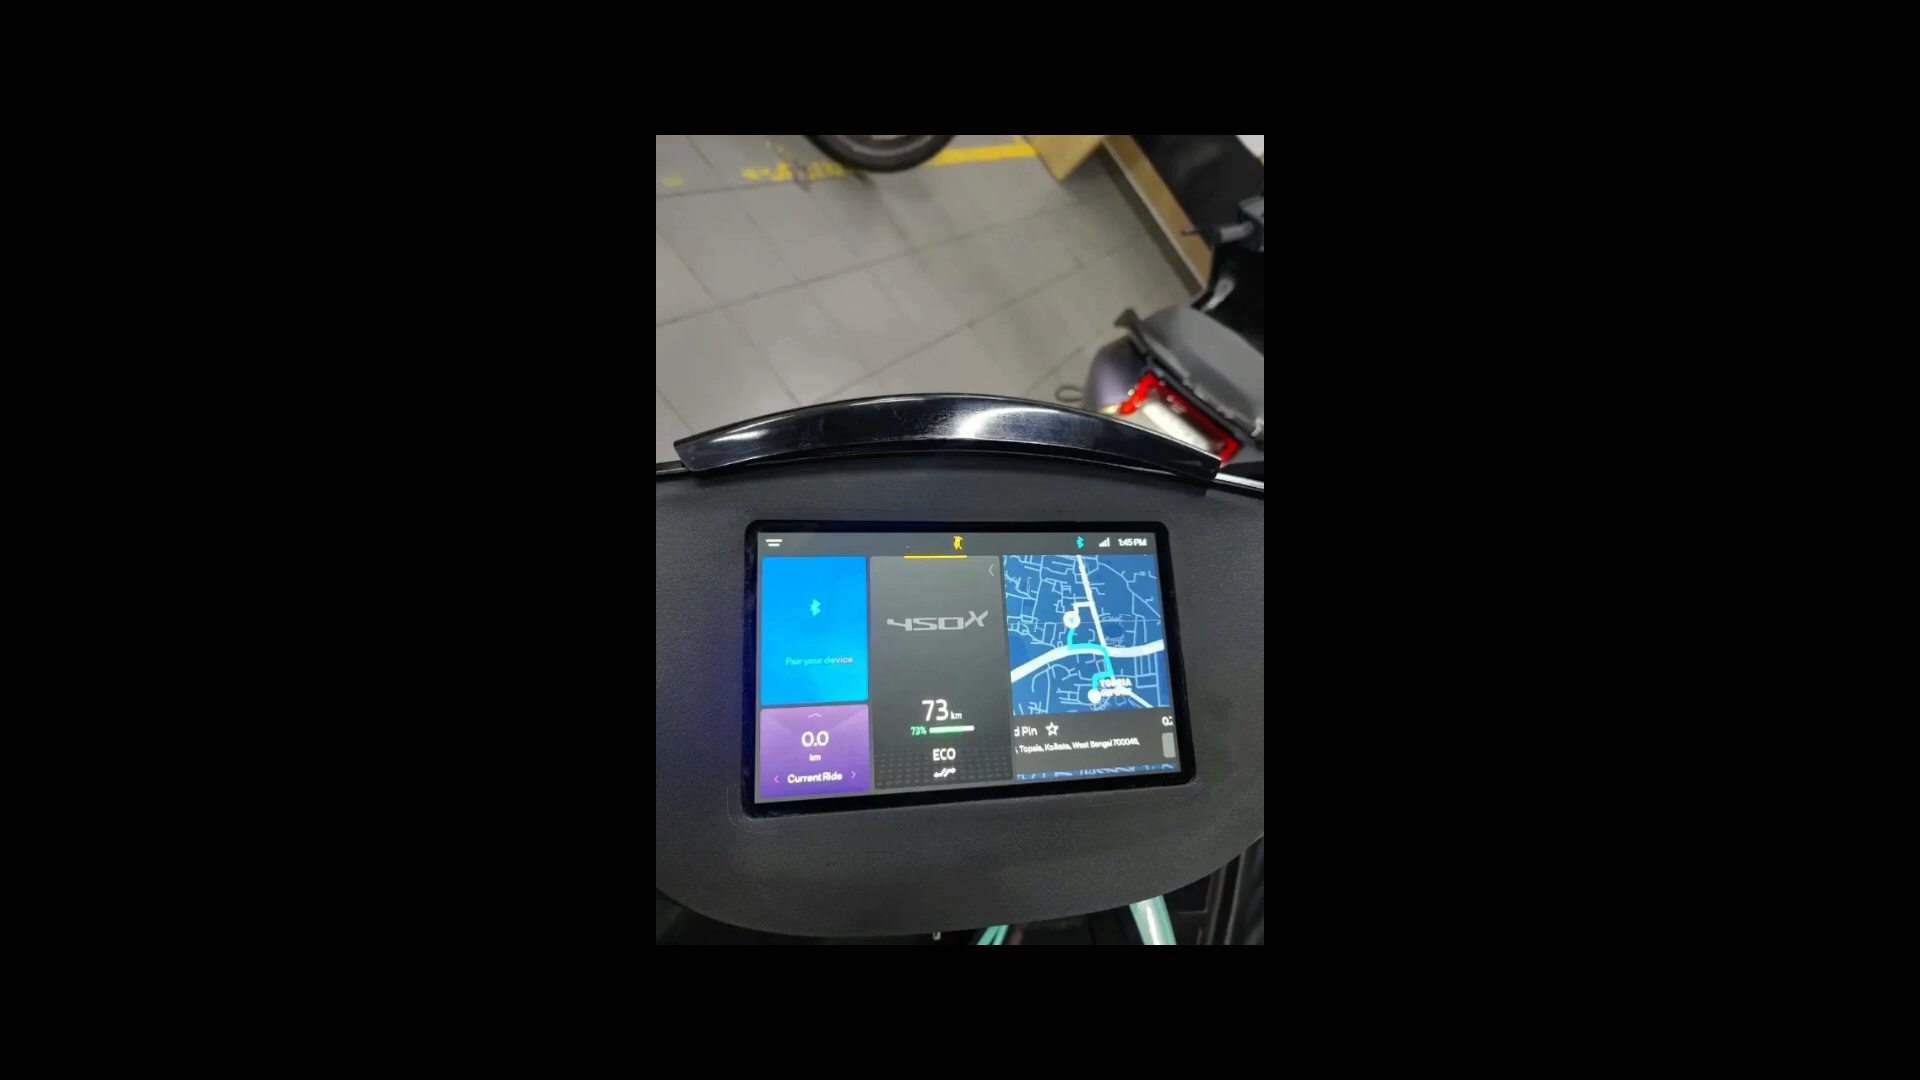 1:45 PM
Pair your device
450X
73 km
73%
ECO
0.0
km
Current Ride
d Pin
, Topsia, Kolkata, West Bengal 700046,